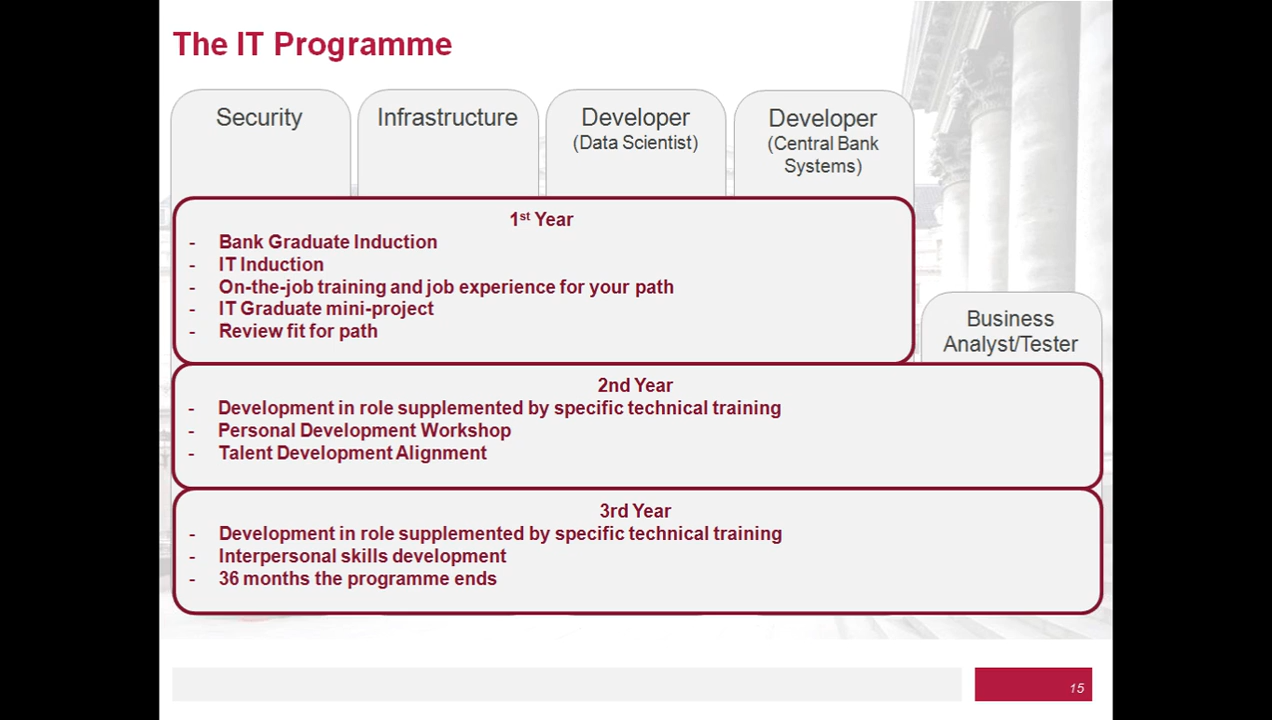 The IT Programme
Security
Infrastructure
Developer
(Data Scientist)
Developer
(Central Bank
Systems)
1st Year
- Bank Graduate Induction
- IT Induction
- On-the-job training and job experience for your path
- IT Graduate mini-project
- Review fit for path
Business
Analyst/Tester
2nd Year
- Development in role supplemented by specific technical training
- Personal Development Workshop
- Talent Development Alignment
3rd Year
- Development in role supplemented by specific technical training
- Interpersonal skills development
- 36 months the programme ends
15